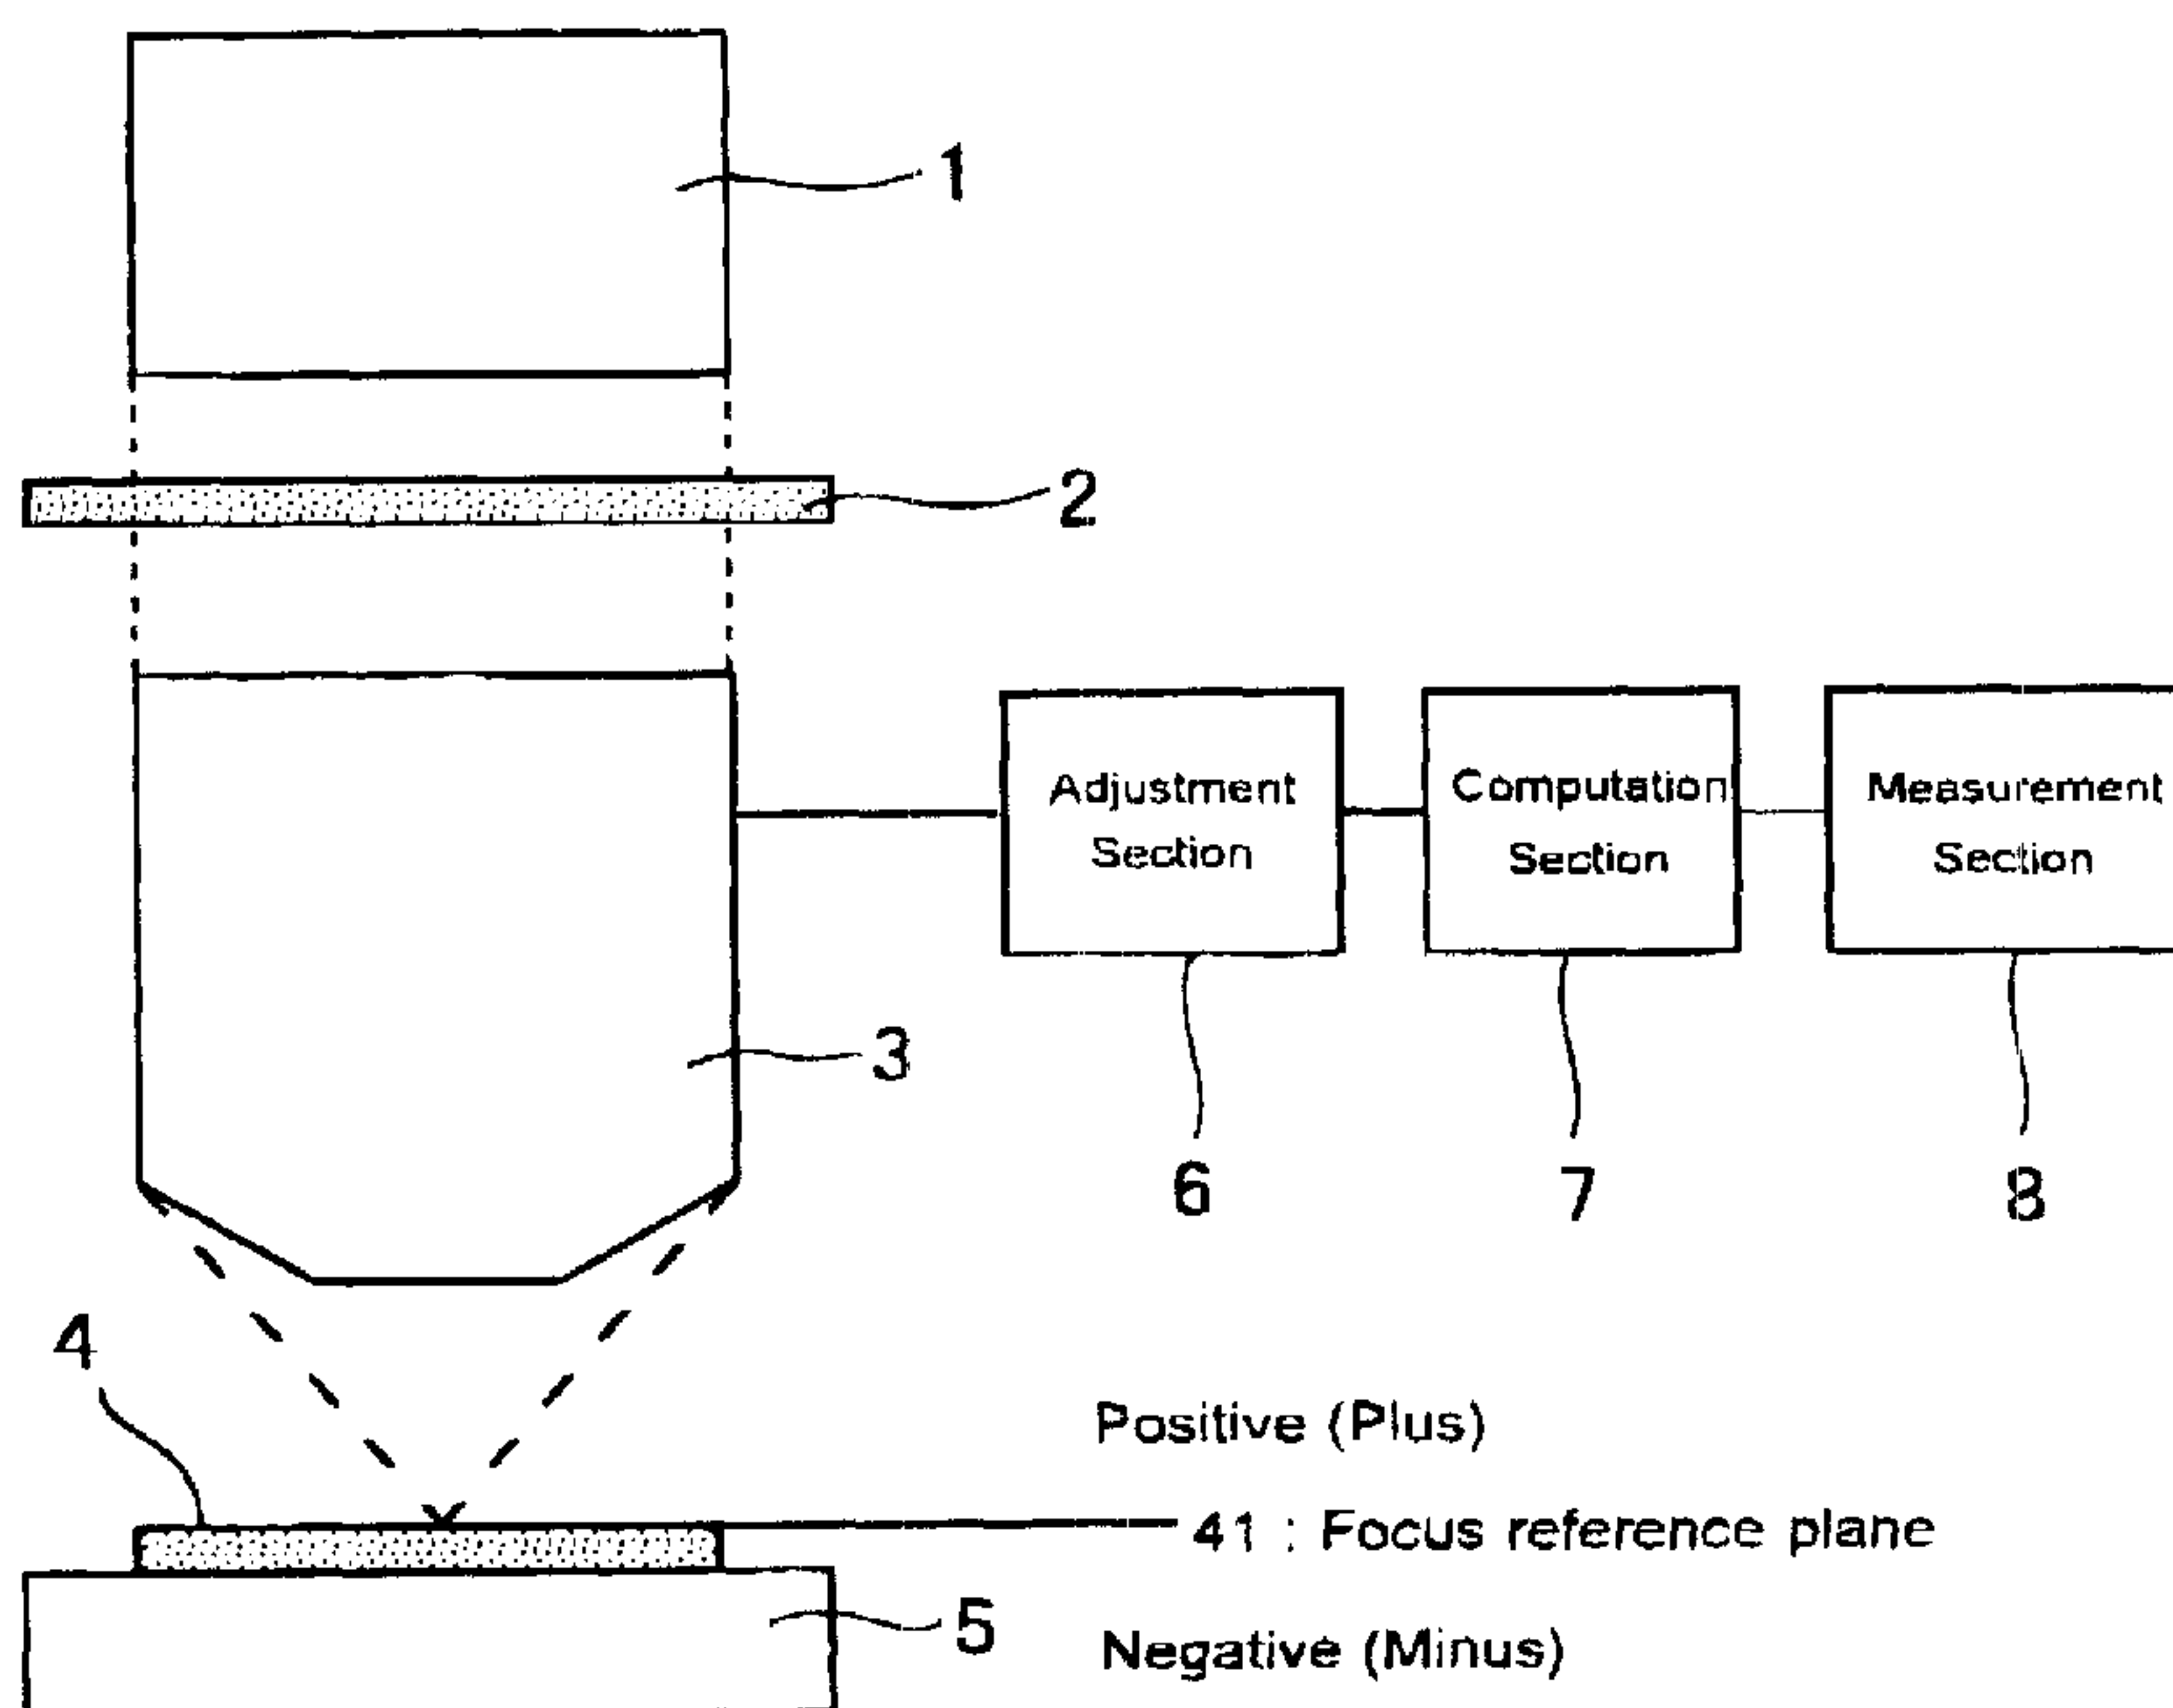 1
2
Adjustment
Section
Computation
Section
Measurement
Section
3
6
7
8
4
Positive (Plus)
41 : Focus reference plane
5
Negative (Minus)